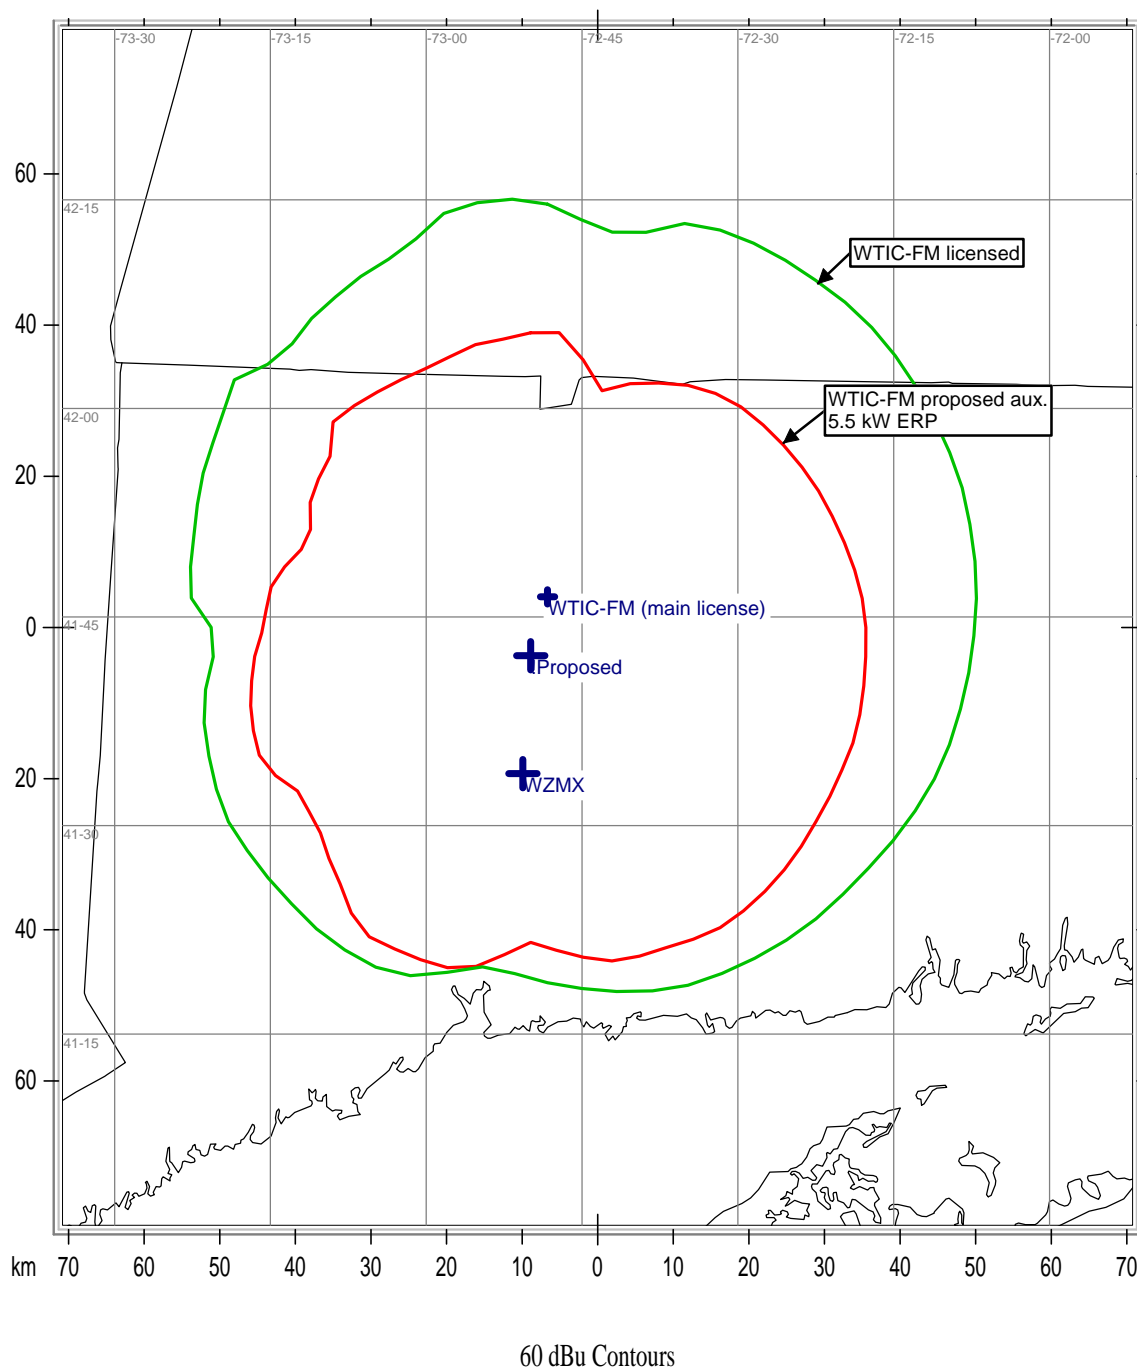 -73-30 -73-15 -73-00 -72-45 -72-30 -72-15 -72-00
60
42-15
WTIC-FM licensed
40
WTIC-FM proposed aux.
5.5 kW ERP
42-00
20
WTIC-FM (main license)
41-45
0
Proposed
20
WZMX
41-30
40
41-15
60
km 70 60 50 40 30 20 10 0 10 20 30 40 50 60 70
60 dBu Contours